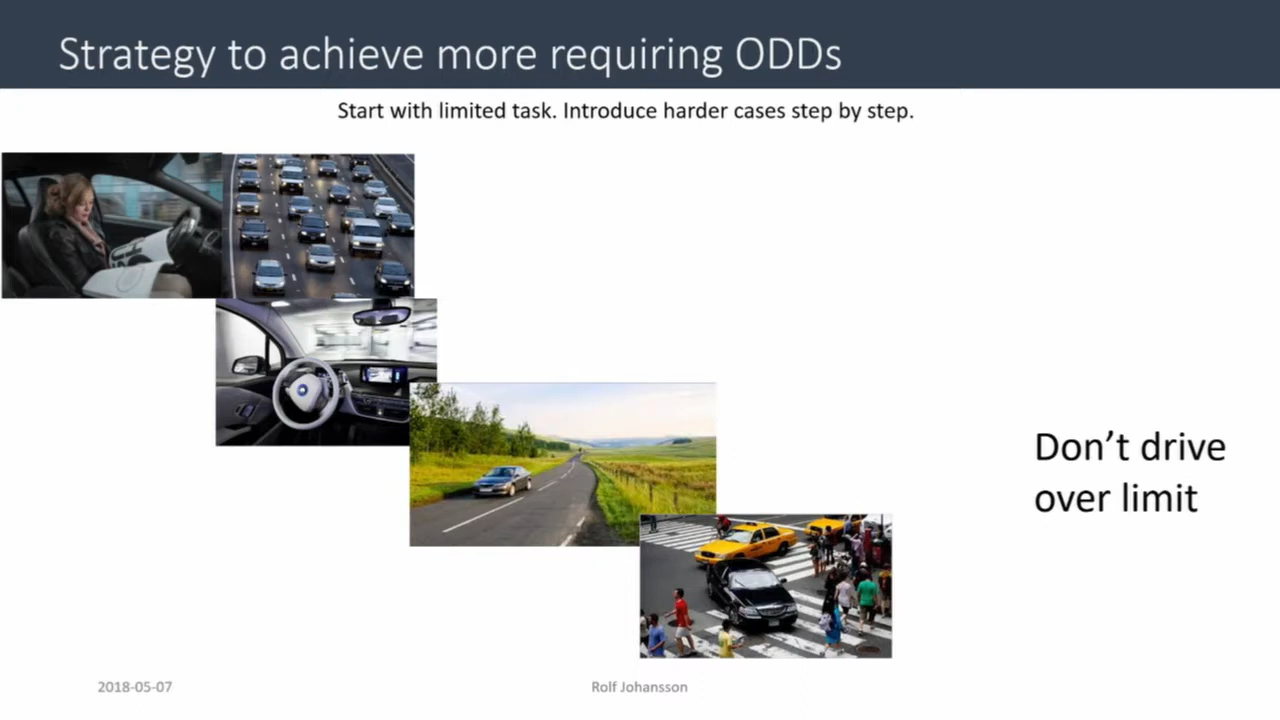 Strategy to achieve more requiring ODDs
Start with limited task. Introduce harder cases step by step.
Don’t drive
over limit
2018-05-07
Rolf Johansson